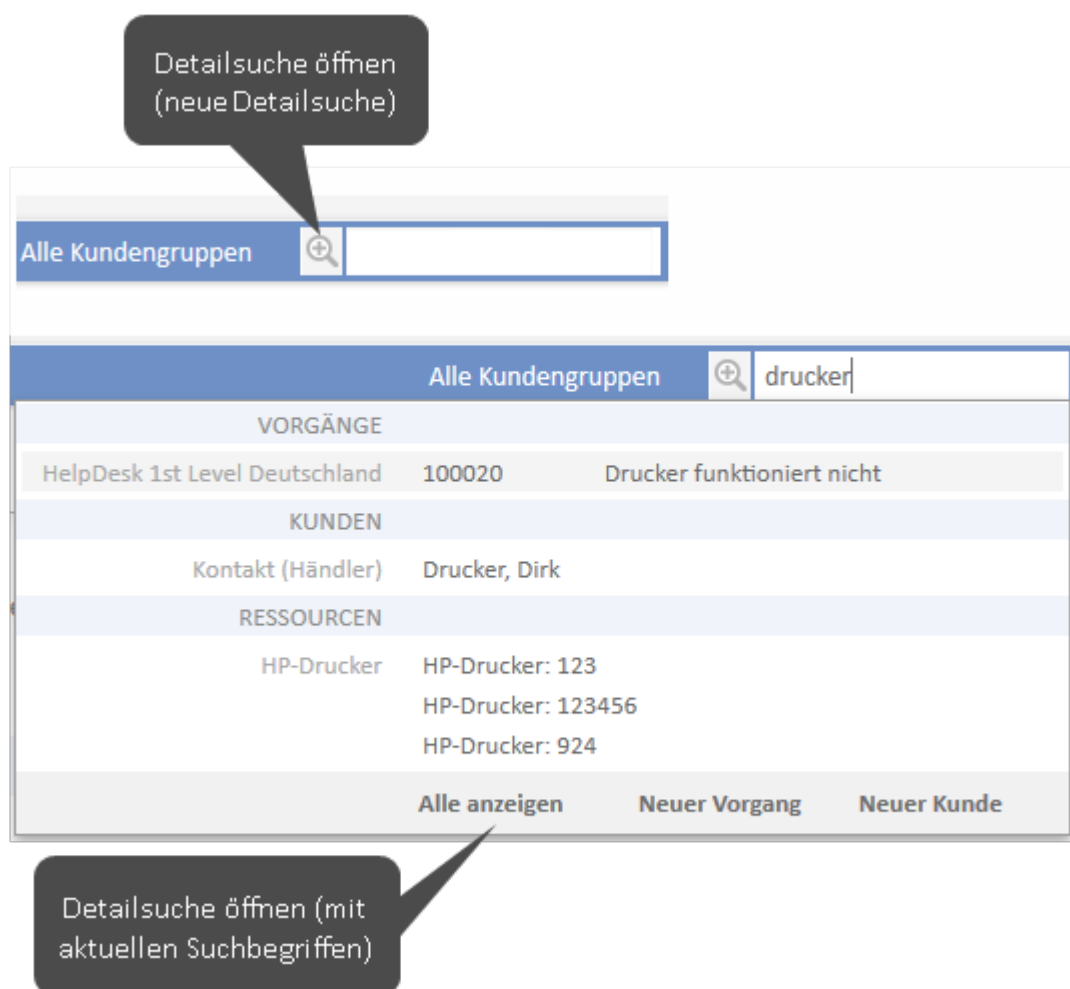 Detailsuche öffnen
(neue Detailsuche)
Alle Kundengruppen
Alle Kundengruppen drucker
VORGÄNGE
HelpDesk 1st Level Deutschland 100020 Drucker funktioniert nicht
KUNDEN
Kontakt (Händler) Drucker, Dirk
RESSOURCEN
HP-Drucker HP-Drucker: 123
HP-Drucker: 123456
HP-Drucker: 924
Alle anzeigen Neuer Vorgang Neuer Kunde
Detailsuche öffnen (mit
aktuellen Suchbegriffen)